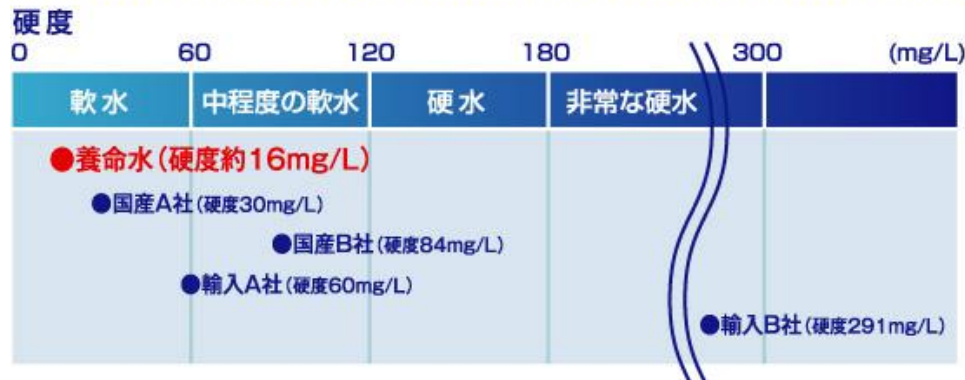 硬度
0 60 120 180 300 (mg/L)
軟水 中程度の軟水 硬水 非常な硬水
●養命水(硬度約16mg/L)
●国産A社(硬度30mg/L)
●国産B社(硬度84mg/L)
●輸入A社(硬度60mg/L)
●輸入B社(硬度291mg/L)